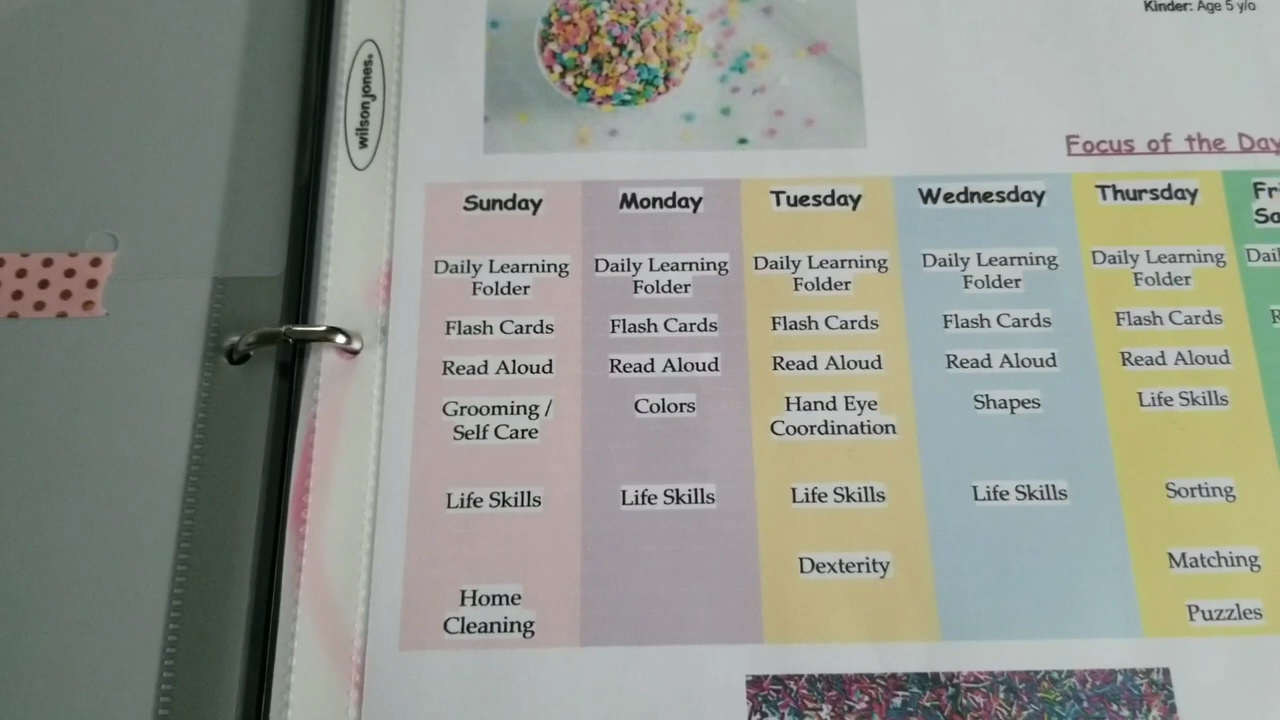 Kinder: Age 5 y/o
wilsonjones.
Focus of the Day
Sunday
Daily Learning
Folder
Flash Cards
Read Aloud
Grooming /
Self Care
Life Skills
Home
Cleaning
Monday
Daily Learning
Folder
Flash Cards
Read Aloud
Colors
Life Skills
Tuesday
Daily Learning
Folder
Flash Cards
Read Aloud
Hand Eye
Coordination
Life Skills
Dexterity
Wednesday
Daily Learning
Folder
Flash Cards
Read Aloud
Shapes
Life Skills
Thursday
Daily Learning
Folder
Flash Cards
Read Aloud
Life Skills
Sorting
Matching
Puzzles